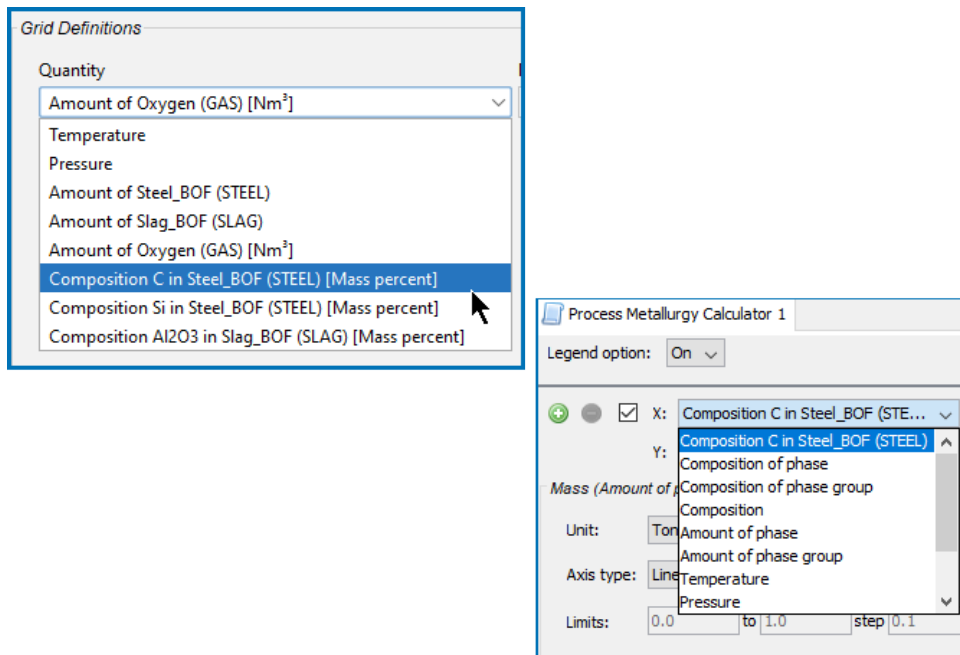 Grid Definitions
Quantity
Amount of Oxygen (GAS) [Nm³]
Temperature
Pressure
Amount of Steel_BOF (STEEL)
Amount of Slag_BOF (SLAG)
Amount of Oxygen (GAS) [Nm³]
Composition C in Steel_BOF (STEEL) [Mass percent]
Composition Si in Steel_BOF (STEEL) [Mass percent]
Composition Al2O3 in Slag_BOF (SLAG) [Mass percent]
Process Metallurgy Calculator 1
Legend option: On
X: Composition C in Steel_BOF (STE...
Composition C in Steel_BOF (STEEL)
Y:
Composition of phase
Mass (Amount of
Composition of phase group
Composition
Unit:
Amount of phase
Amount of phase group
Axis type:
Temperature
Pressure
Limits: 0.0 to 1.0 step 0.1